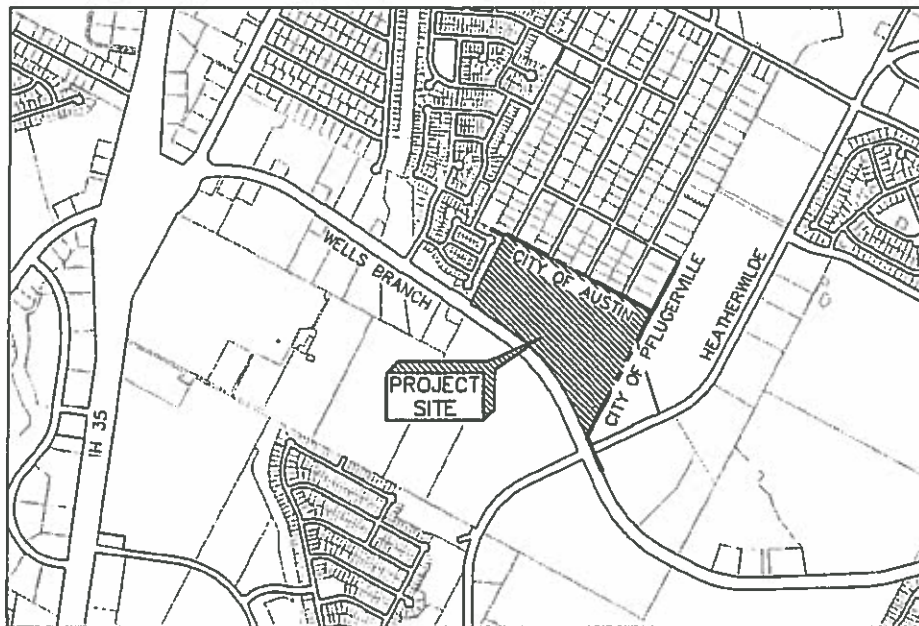 WELLS BRANCH
CITY OF AUSTIN
CITY OF PFLUGERVILLE
HEATHERWILDE
PROJECT
SITE
IH 35